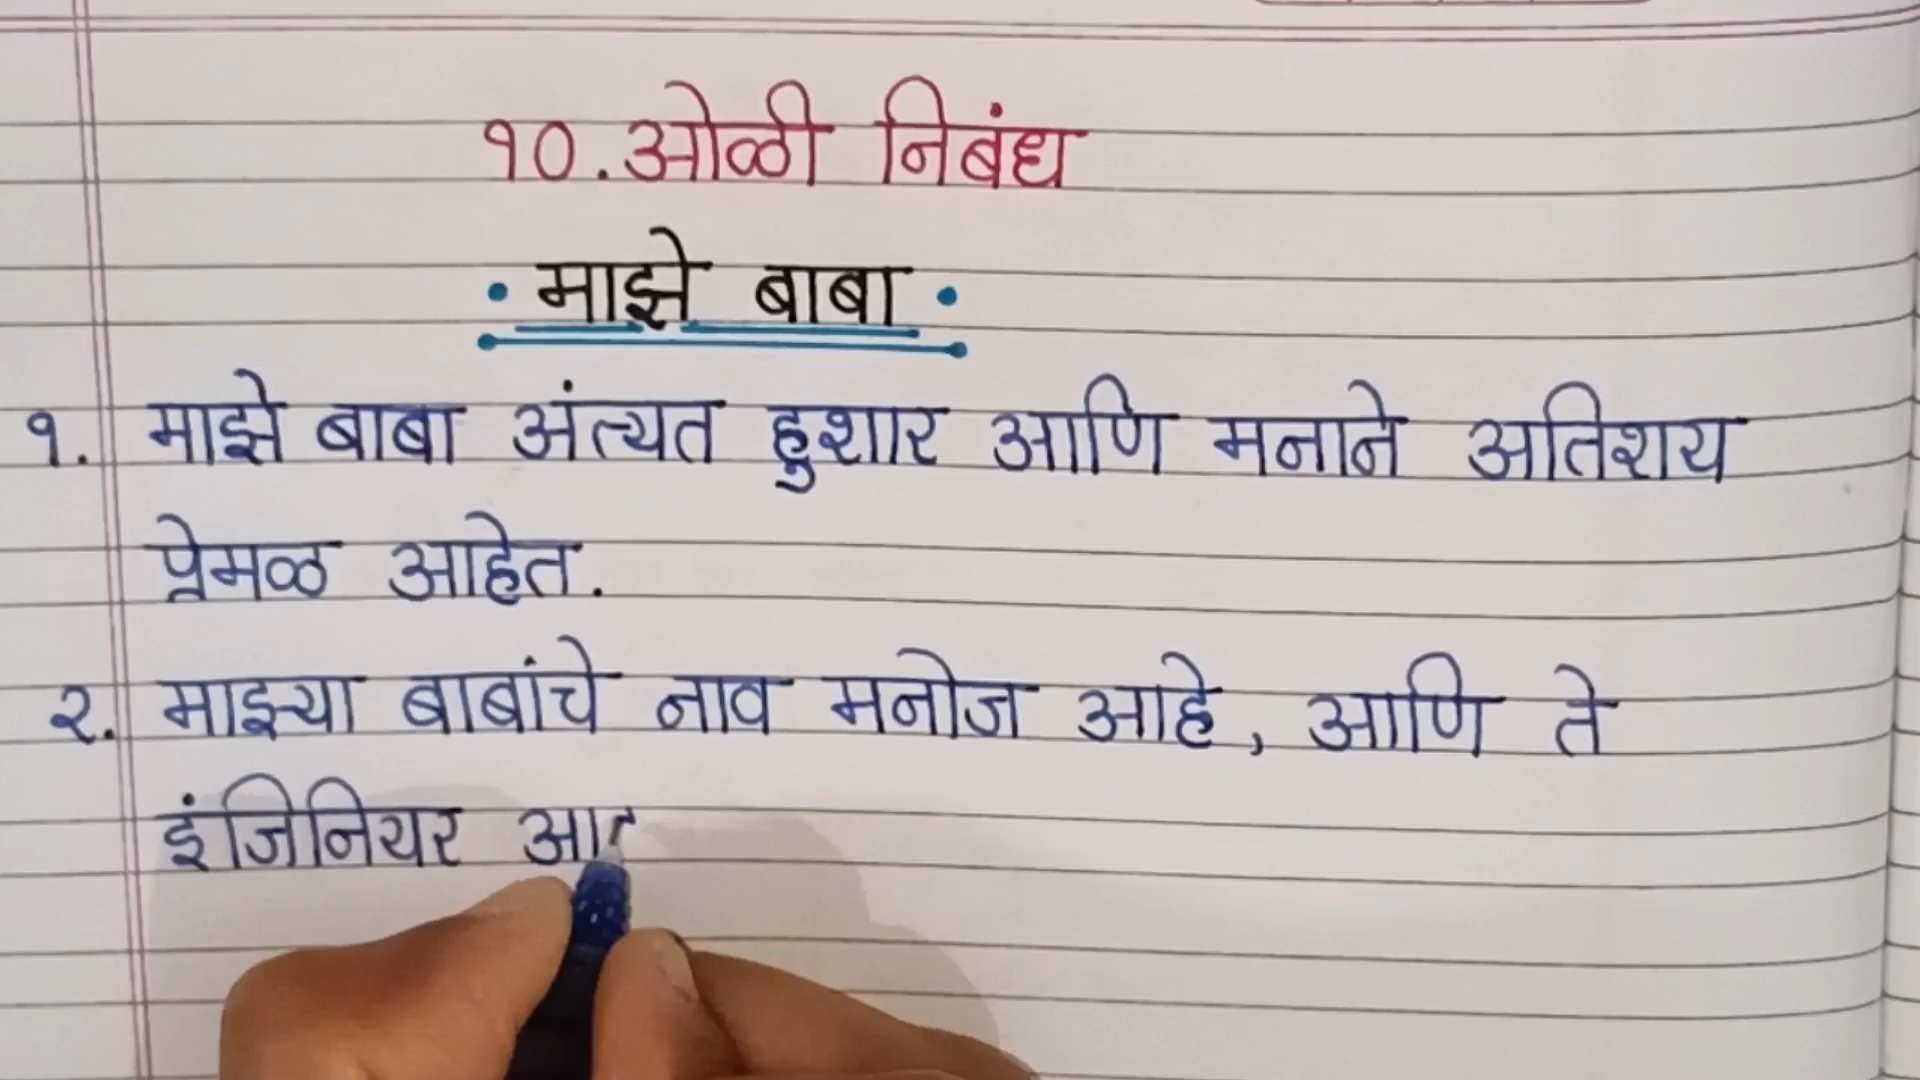 १०.ओळी निबंध
• माझे बाबा •
१. माझे बाबा अंत्यत हुशार आणि मनाने अतिशय
प्रेमळ आहेत.
२. माझ्या बाबांचे नाव मनोज आहे, आणि ते
इंजिनियर